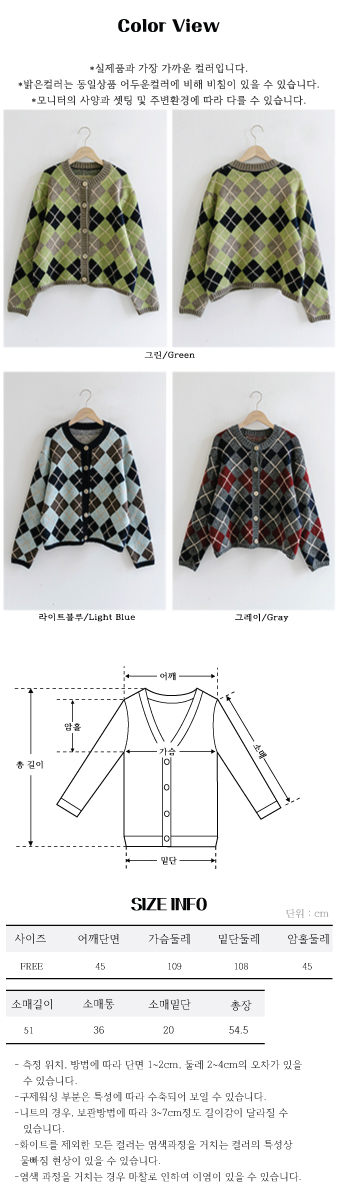 Color View
*실제품과 가장 가까운 컬러입니다.
*밝은컬러는 동일상품 어두운컬러에 비해 비침이 있을 수 있습니다.
*모니터의 사양과 셋팅 및 주변환경에 따라 다를 수 있습니다.
그린/Green
라이트블루/Light Blue
그레이/Gray
어깨
암홀
총 길이
가슴
소매
밑단
SIZE INFO
단위 : cm
사이즈 어깨단면 가슴둘레 밑단둘레 암홀둘레
FREE 45 109 108 45
소매길이 소매통 소매밑단 총장
51 36 20 54.5
- 측정 위치, 방법에 따라 단면 1~2cm, 둘레 2~4cm의 오차가 있을
수 있습니다.
-구제워싱 부분은 특성에 따라 수축되어 보일 수 있습니다.
-니트의 경우, 보관방법에 따라 3~7cm정도 길이감이 달라질 수
있습니다.
-화이트를 제외한 모든 컬러는 염색과정을 거치는 컬러의 특성상
물빠짐 현상이 있을 수 있습니다.
-염색 과정을 거치는 경우 마찰로 인하여 이염이 있을 수 있습니다.